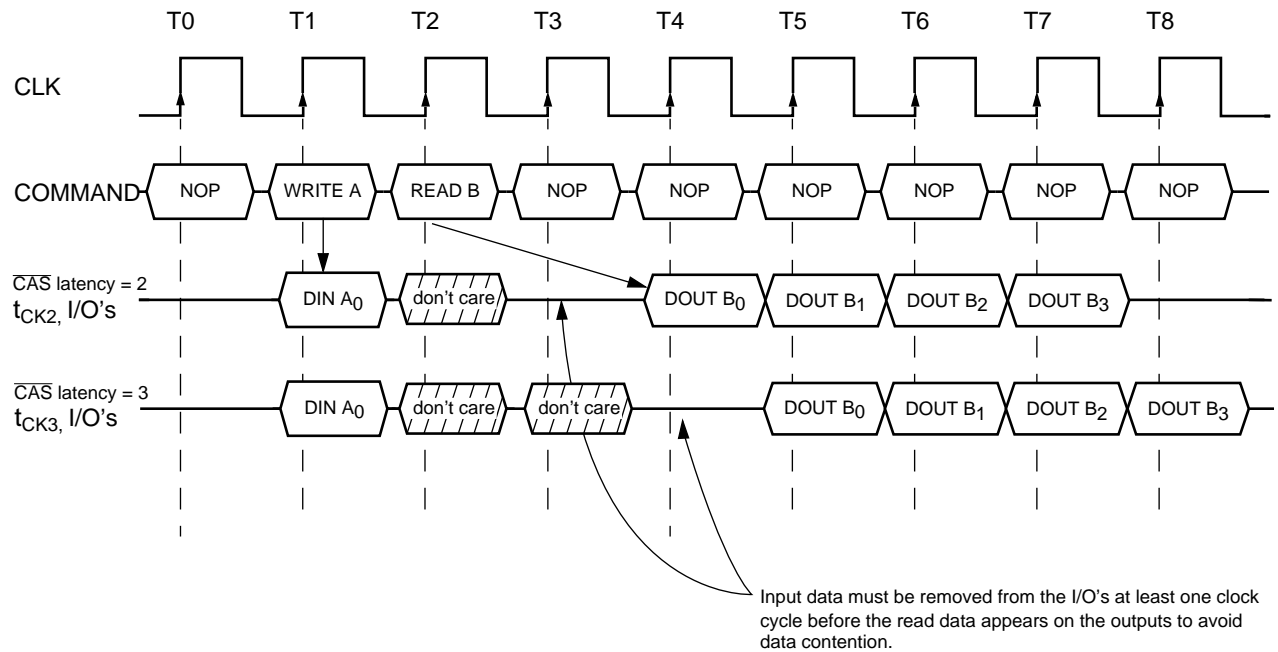 T0 T1 T2 T3 T4 T5 T6 T7 T8
CLK
COMMAND NOP WRITE A READ B NOP NOP NOP NOP NOP NOP
CAS latency = 2
tCK2, I/O's DIN A0 don't care DOUT B0 DOUT B1 DOUT B2 DOUT B3
CAS latency = 3
tCK3, I/O's DIN A0 don't care don't care DOUT B0 DOUT B1 DOUT B2 DOUT B3
Input data must be removed from the I/O's at least one clock
cycle before the read data appears on the outputs to avoid
data contention.